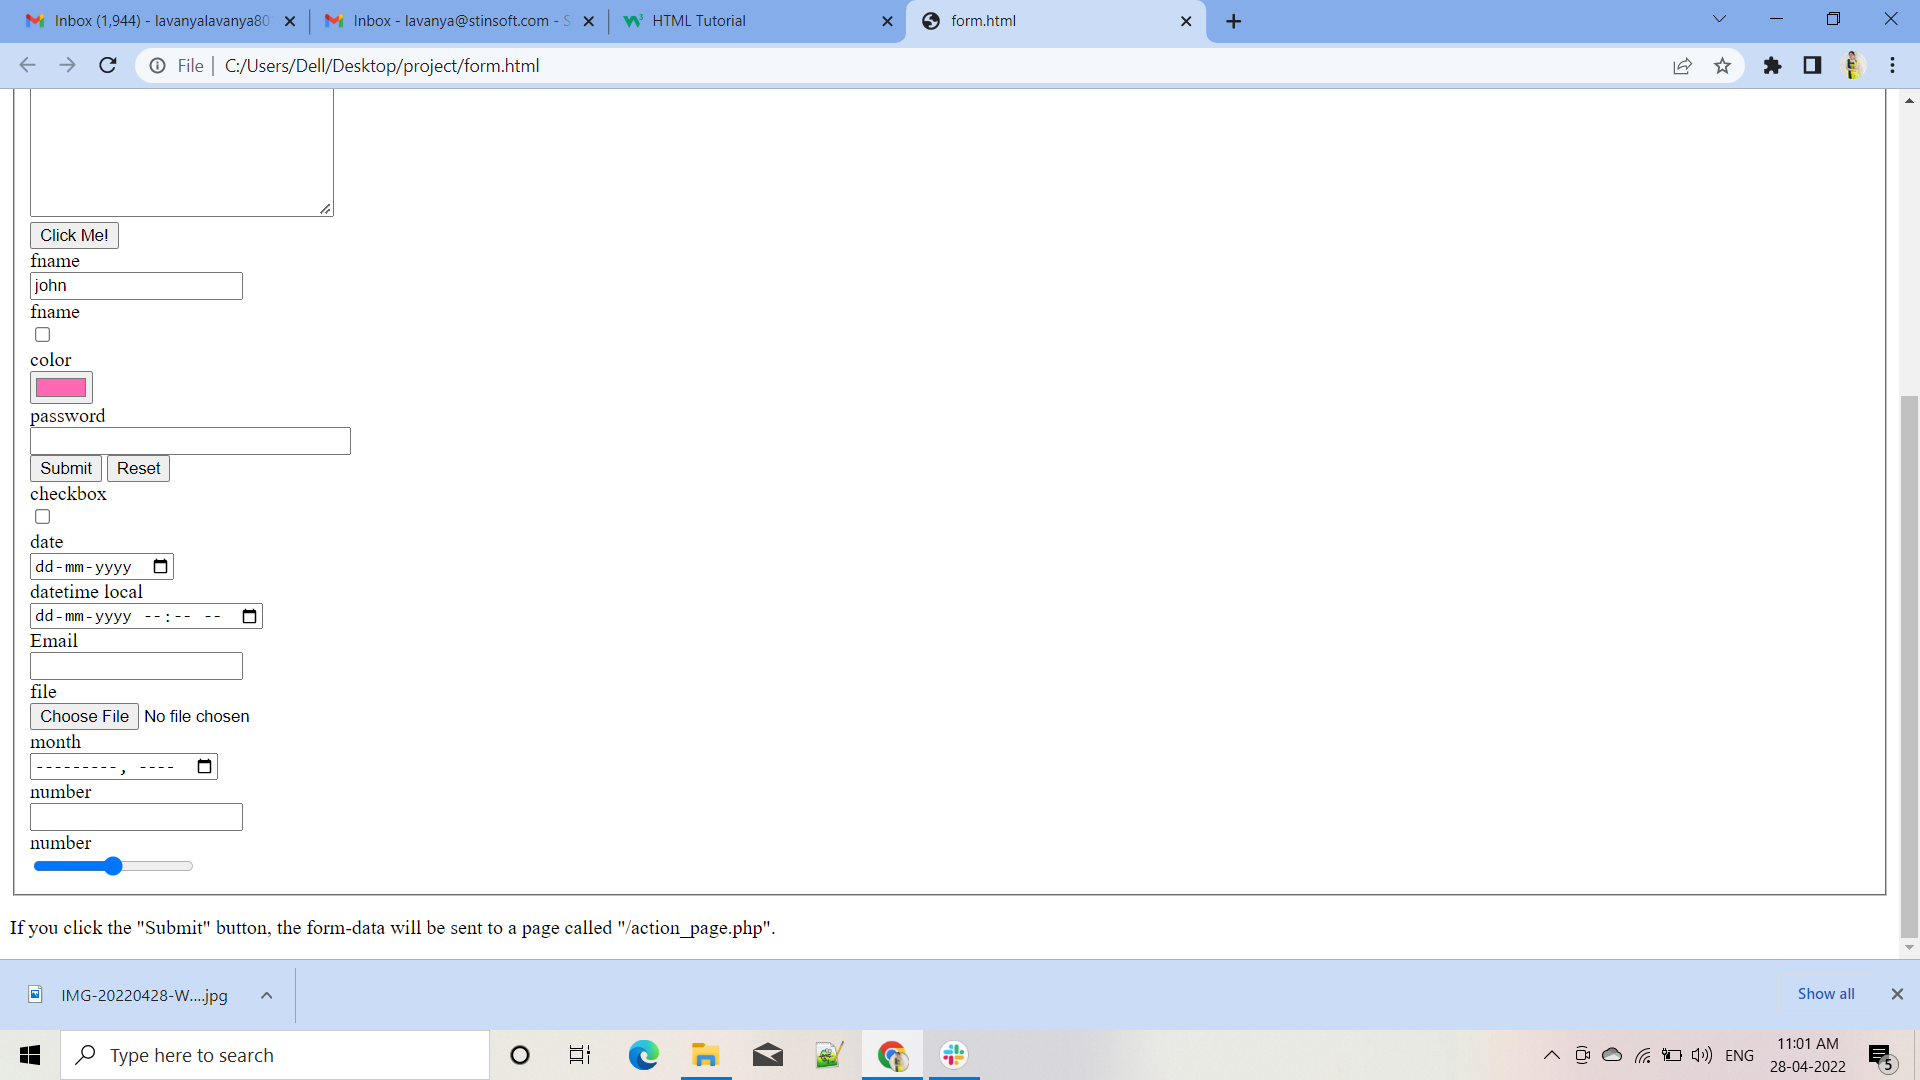 Inbox (1,944) - lavanyalavanya80
Inbox - lavanya@stinsoft.com - S
HTML Tutorial
form.html
File
C:/Users/Dell/Desktop/project/form.html
Click Me!
fname
john
fname
color
password
Submit Reset
checkbox
date
dd-mm-yyyy
datetime local
dd-mm-yyyy --:-- --
Email
file
Choose File No file chosen
month
---------, ----
number
number
If you click the "Submit" button, the form-data will be sent to a page called "/action_page.php".
IMG-20220428-W....jpg
Show all
Type here to search
ENG
11:01 AM
28-04-2022
5